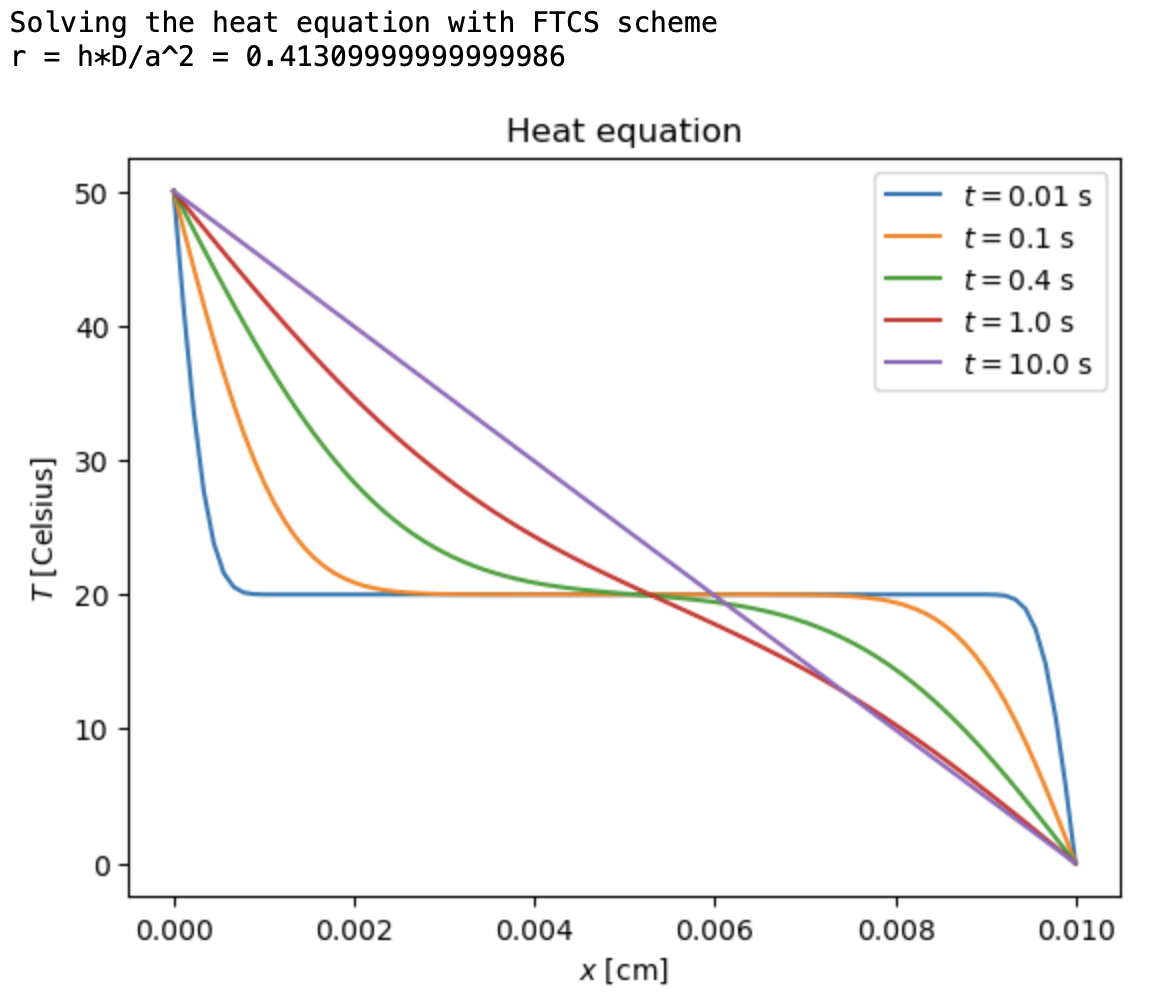 Solving the heat equation with FTCS scheme
r = h*D/a^2 = 0.41309999999999986
Heat equation
t = 0.01 s
t = 0.1 s
t = 0.4 s
t = 1.0 s
t = 10.0 s
50
40
30
20
10
0
T [Celsius]
0.000 0.002 0.004 0.006 0.008 0.010
x [cm]